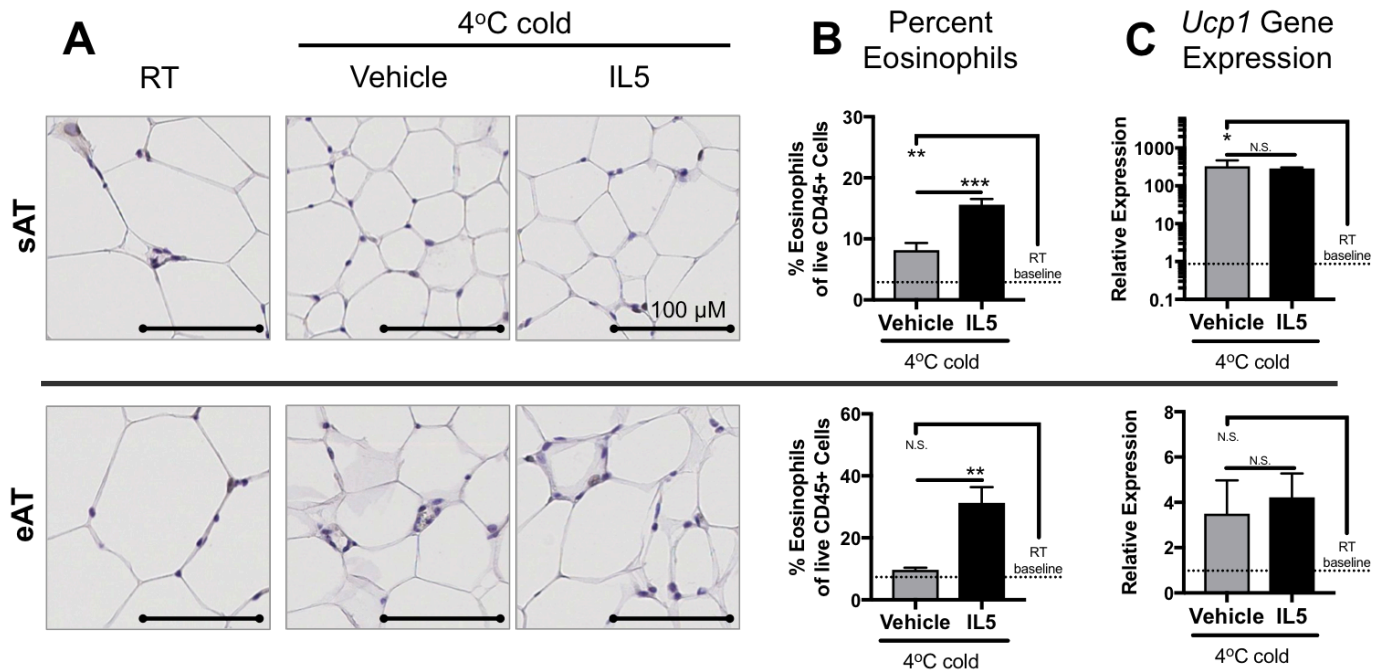 A
4°C cold
RT
Vehicle
IL5
sAT
100 µM
eAT
B
Percent
Eosinophils
% Eosinophils
of live CD45+ Cells
30
20
10
0
**
***
RT
baseline
Vehicle
IL5
4°C cold
% Eosinophils
of live CD45+ Cells
60
40
20
0
N.S.
**
RT
baseline
Vehicle
IL5
4°C cold
C
Ucp1 Gene
Expression
Relative Expression
1000
100
10
1
0.1
*
N.S.
RT
baseline
Vehicle
IL5
4°C cold
Relative Expression
8
6
4
2
0
N.S.
N.S.
RT
baseline
Vehicle
IL5
4°C cold